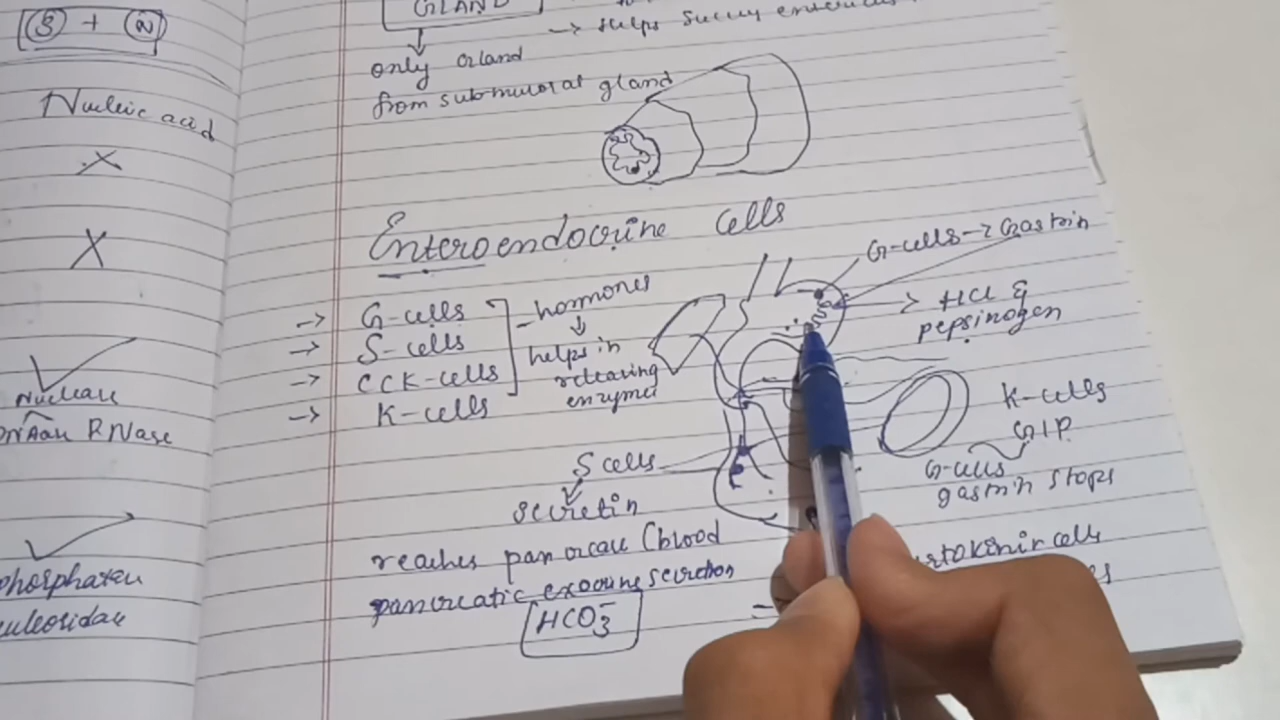 S + N
Nucleic acid
X
X
Nuclease
RNase
GLAND
→ Helps
only Gland
from submucosal gland
Enteroendocrine cells
→ G-cells
→ S-cells
→ CCK-cells
→ K-cells
hormones
helps in
releasing
enzymes
G-cells → Gastrin
→ HCl &
pepsinogen
K-cells
GIP
G-cells
gastrin stops
S cells
secretin
reaches pancreas (blood
pancreatic exocrine secretion
HCO3-